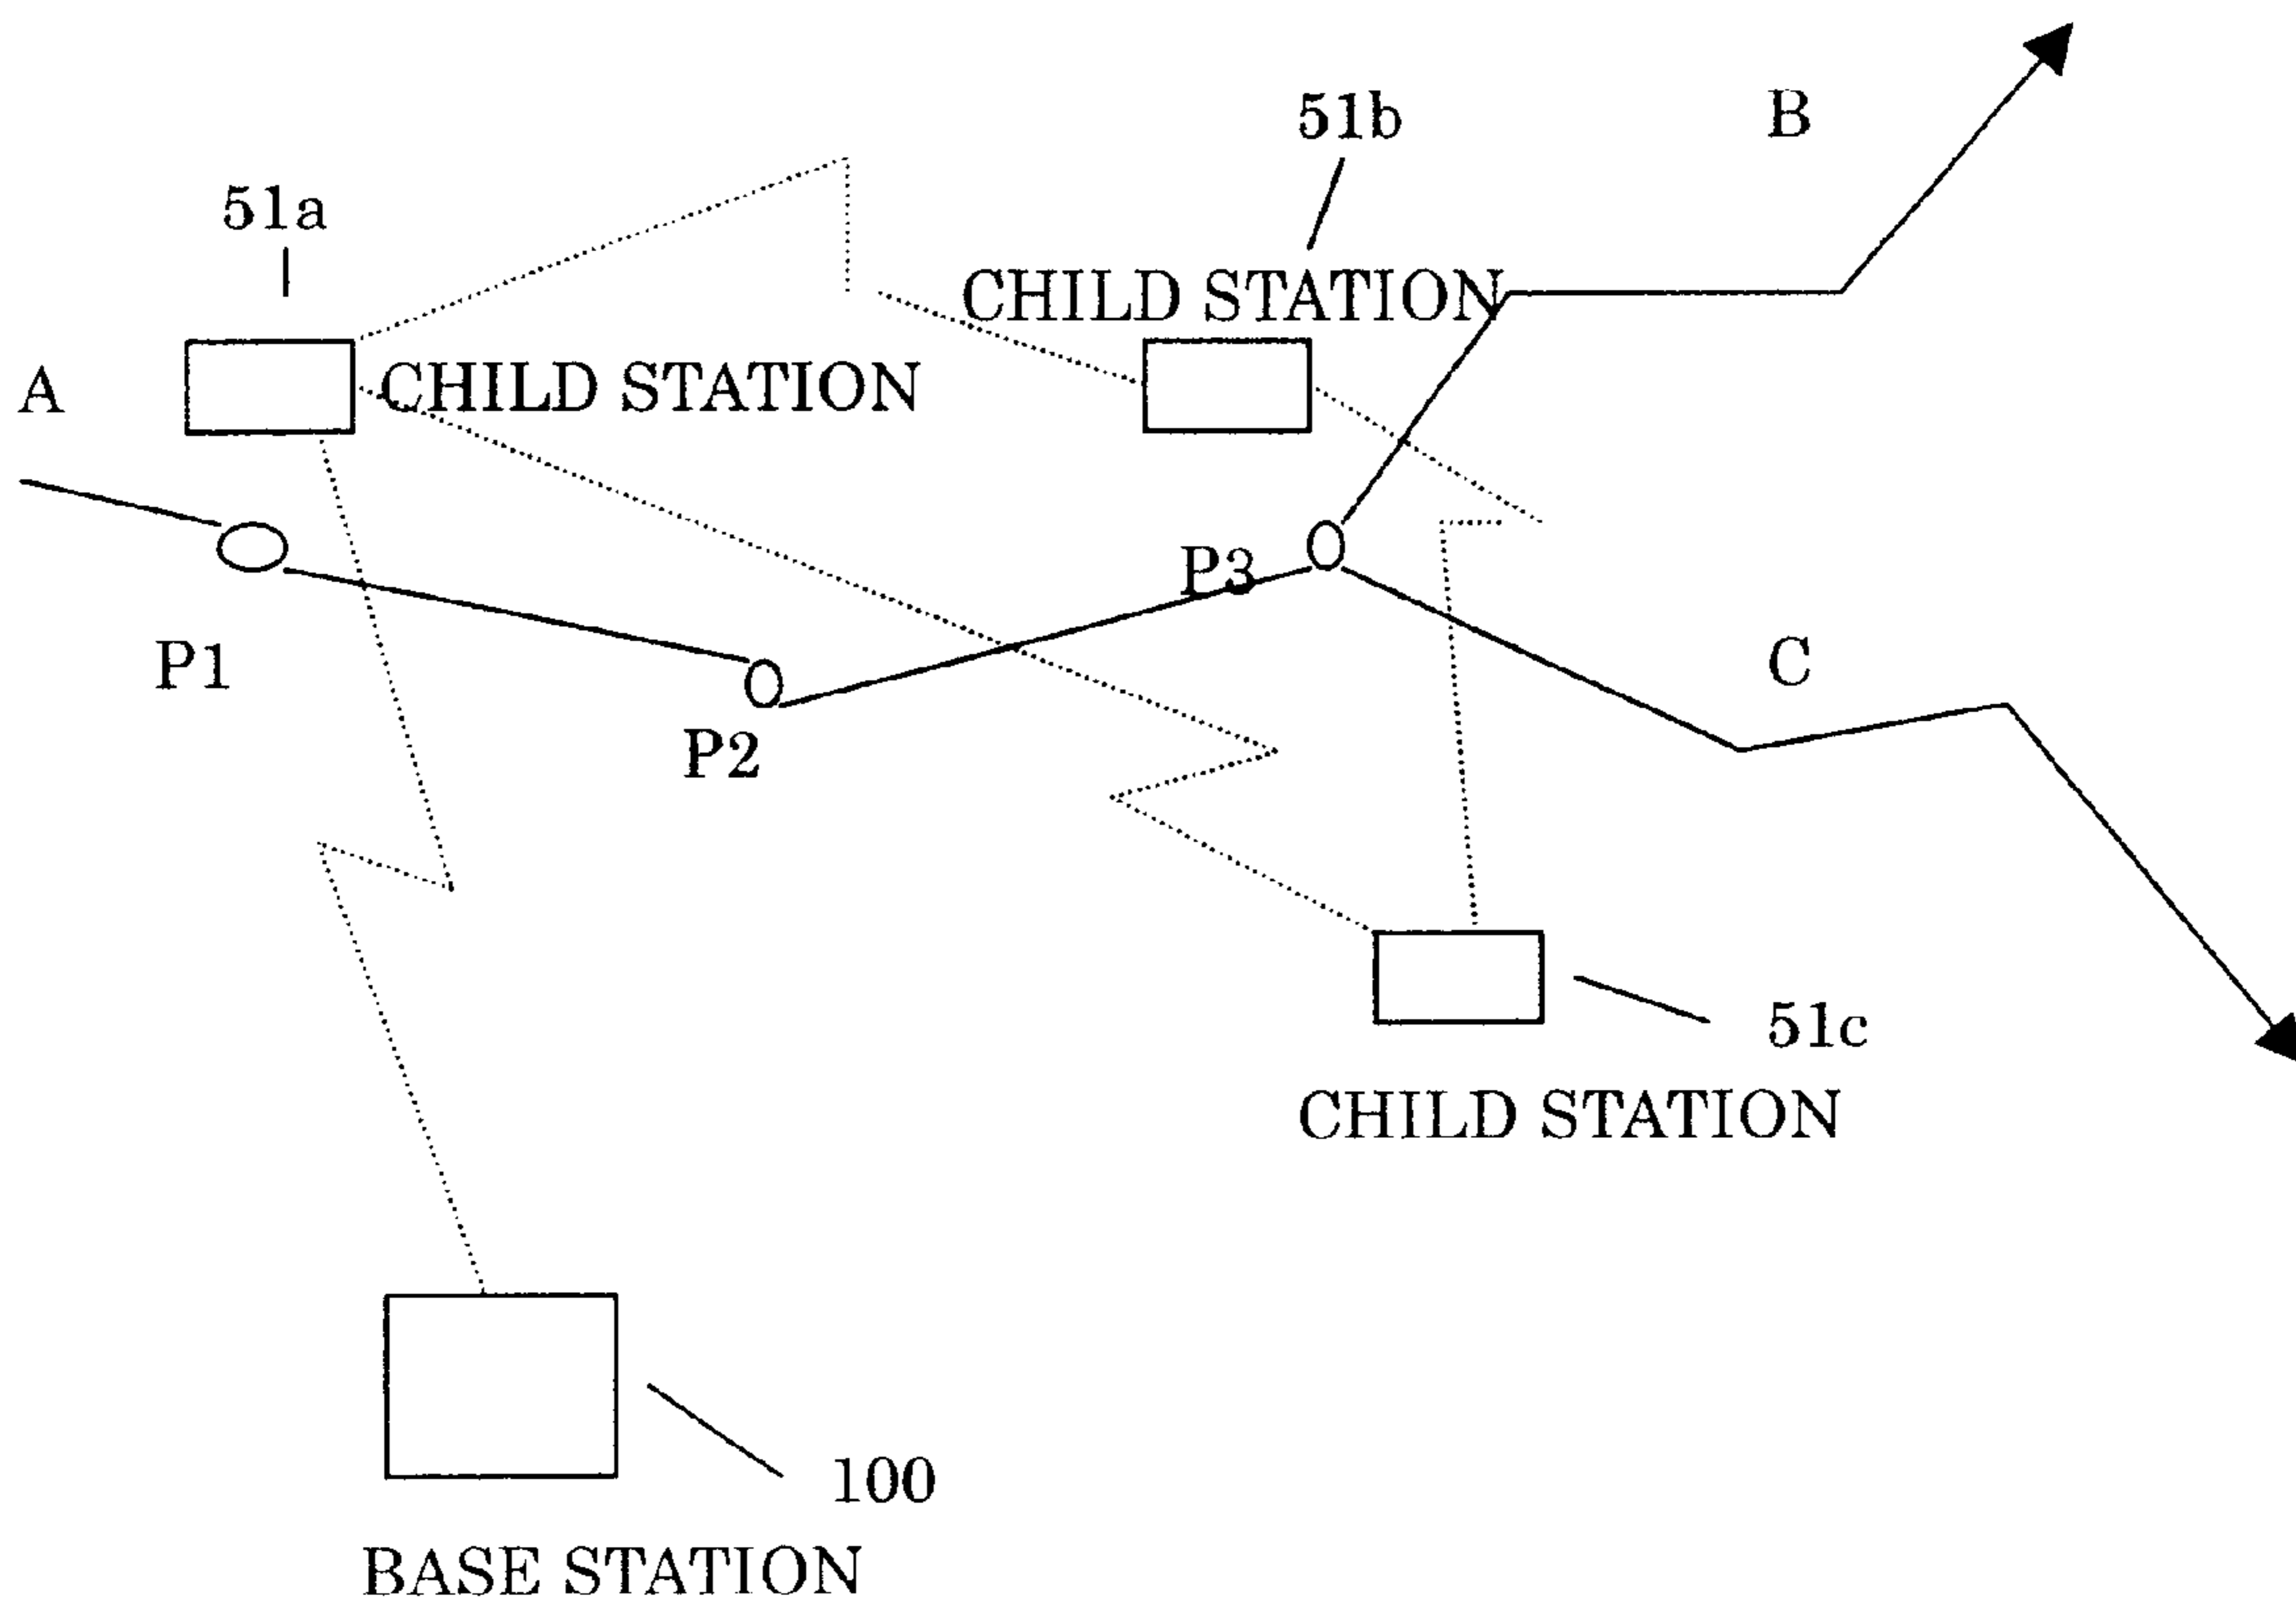 51b
B
51a
CHILD STATION
A
CHILD STATION
P3
P1
C
P2
51c
CHILD STATION
100
BASE STATION